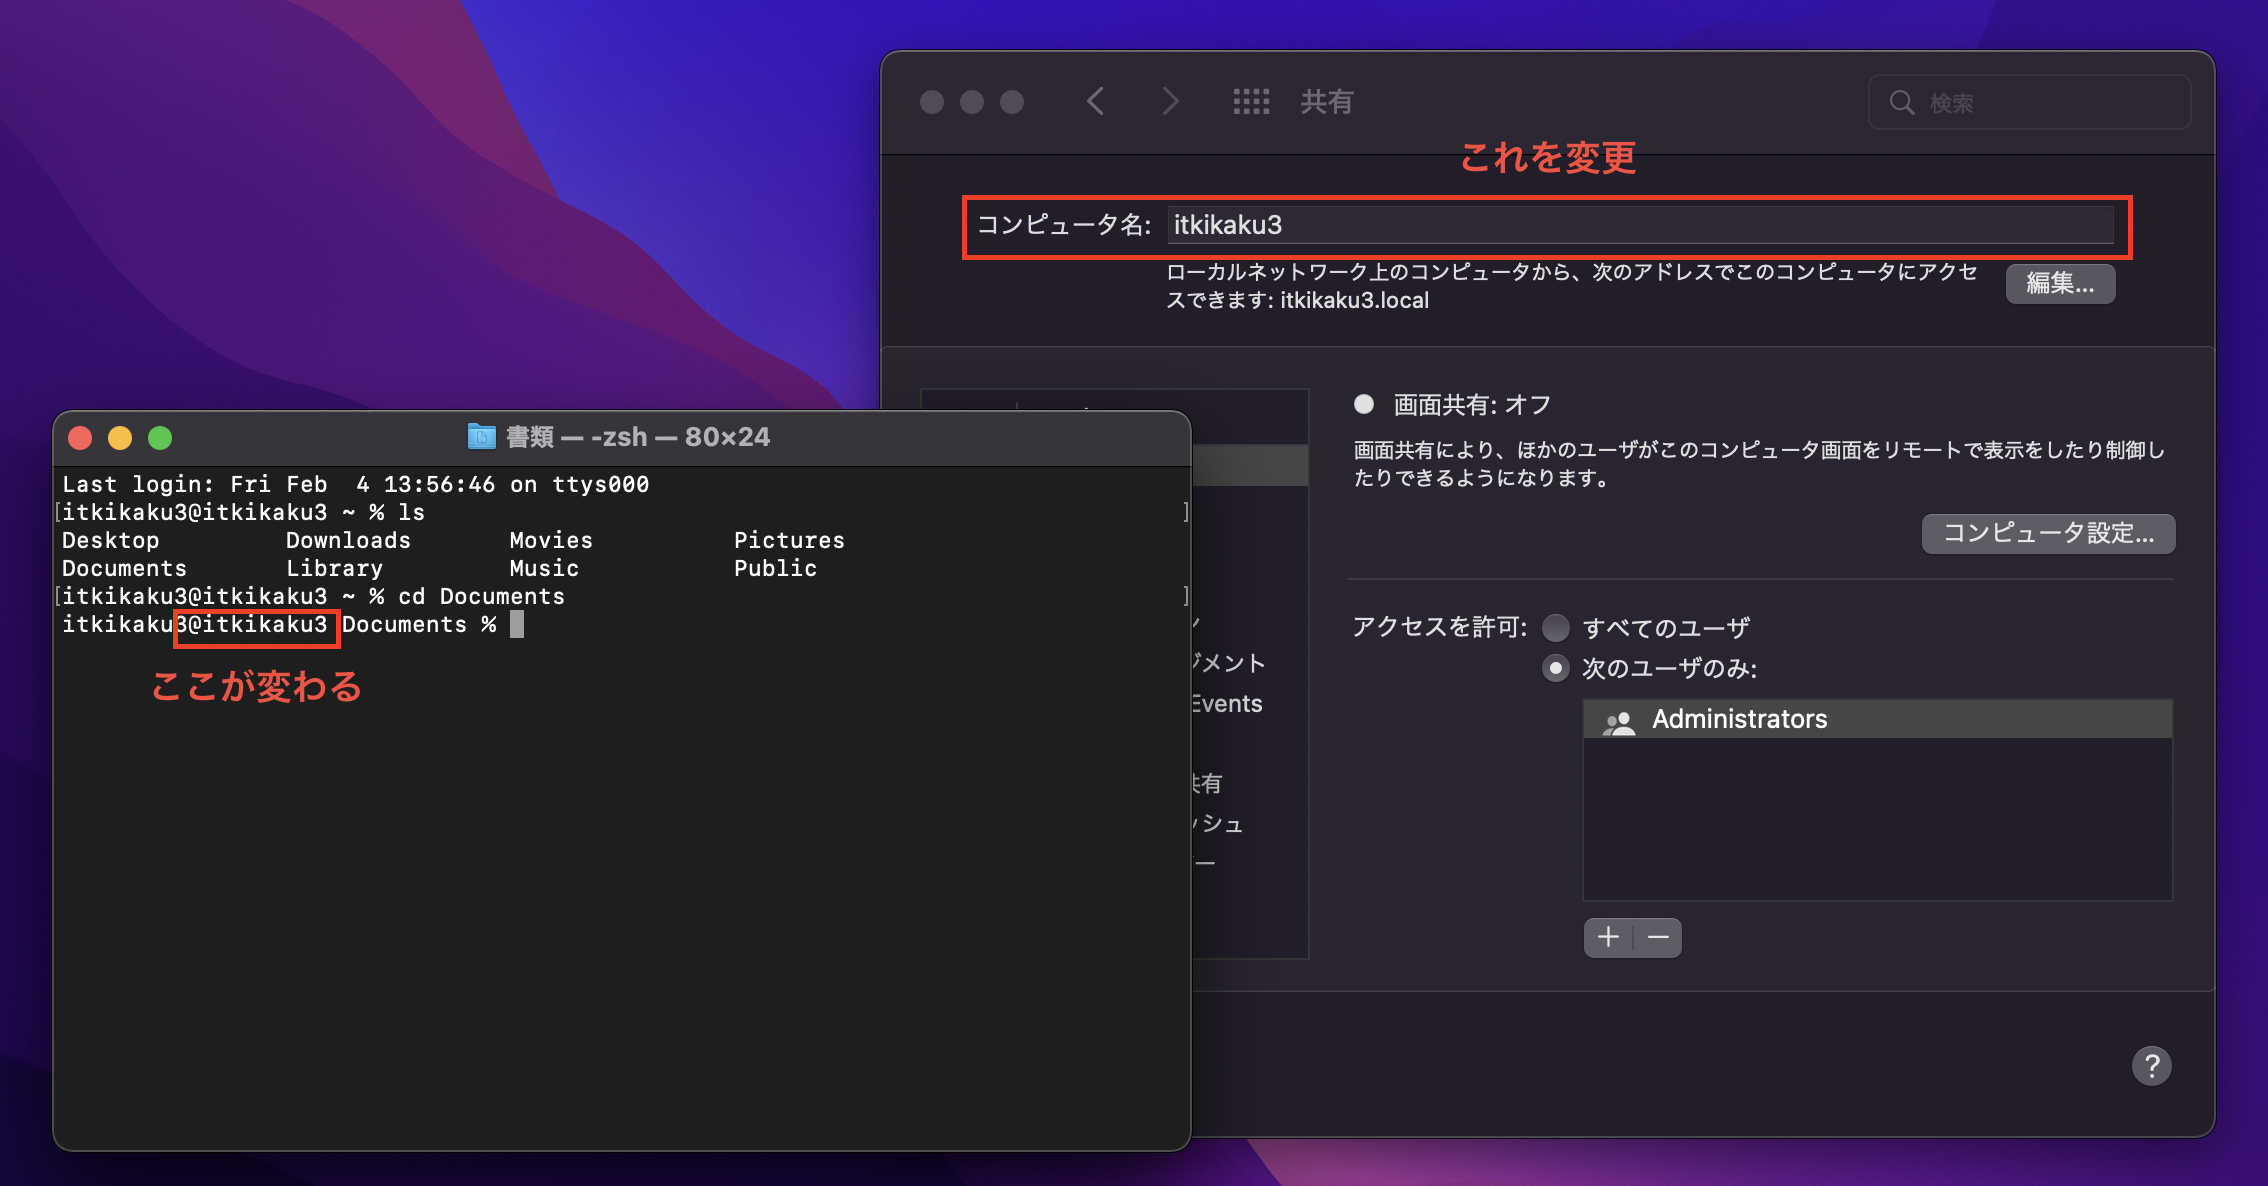 共有
検索
これを変更
コンピュータ名: itkikaku3
ローカルネットワーク上のコンピュータから、次のアドレスでこのコンピュータにアクセ
スできます: itkikaku3.local
編集...
画面共有: オフ
画面共有により、ほかのユーザがこのコンピュータ画面をリモートで表示をしたり制御し
たりできるようになります。
コンピュータ設定...
アクセスを許可: すべてのユーザ
次のユーザのみ:
Administrators
+ −
?
ジメント
Events
共有
ッシュ
書類 — -zsh — 80×24
Last login: Fri Feb  4 13:56:46 on ttys000
[itkikaku3@itkikaku3 ~ % ls ]
Desktop Downloads Movies Pictures
Documents Library Music Public
[itkikaku3@itkikaku3 ~ % cd Documents ]
itkikaku3@itkikaku3 Documents %
ここが変わる